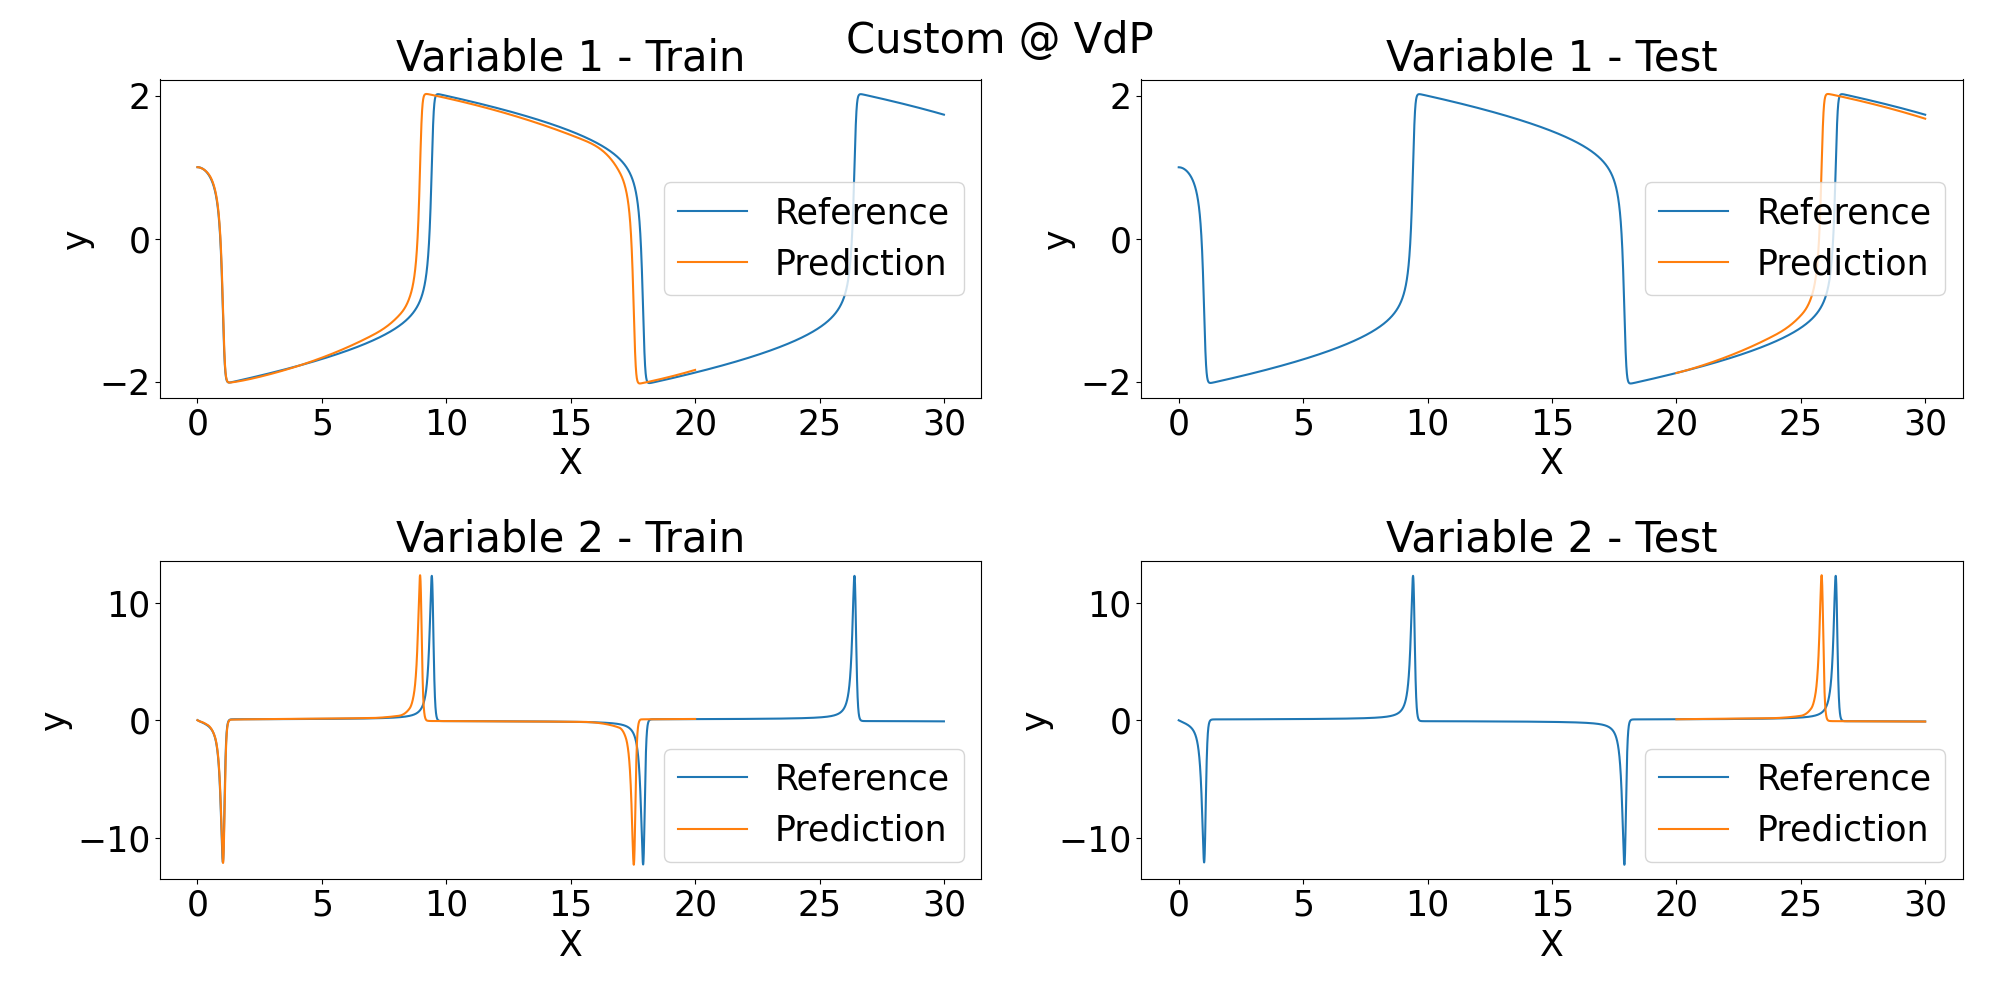 Custom @ VdP
Variable 1 - Train
2
0
−2
y
Reference
Prediction
0 5 10 15 20 25 30
X
Variable 1 - Test
2
0
−2
y
Reference
Prediction
0 5 10 15 20 25 30
X
Variable 2 - Train
10
0
−10
y
Reference
Prediction
0 5 10 15 20 25 30
X
Variable 2 - Test
10
0
−10
y
Reference
Prediction
0 5 10 15 20 25 30
X